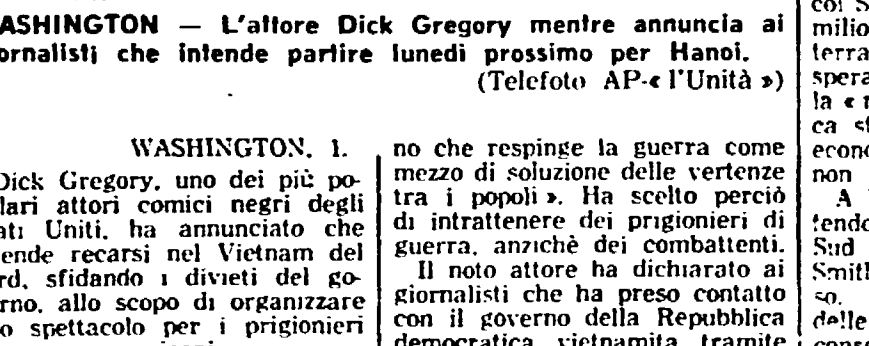 ASHINGTON — L'attore Dick Gregory mentre annuncia ai
ornalisti che intende partire lunedì prossimo per Hanoi.
(Telefoto AP-« l'Unità »)
WASHINGTON, 1.
Dick Gregory, uno dei più po-
lari attori comici negri degli
ati Uniti, ha annunciato che
ende recarsi nel Vietnam del
rd, sfidando i divieti del go-
rno, allo scopo di organizzare
o spettacolo per i prigionieri
no che respinge la guerra come
mezzo di soluzione delle vertenze
tra i popoli ». Ha scelto perciò
di intrattenere dei prigionieri di
guerra, anzichè dei combattenti.
Il noto attore ha dichiarato ai
giornalisti che ha preso contatto
con il governo della Repubblica
democratica vietnamita tramite
col S
milio
terra
spera
la « r
ca
econo
non
A
tendo
Sud
Smith
so.
delle